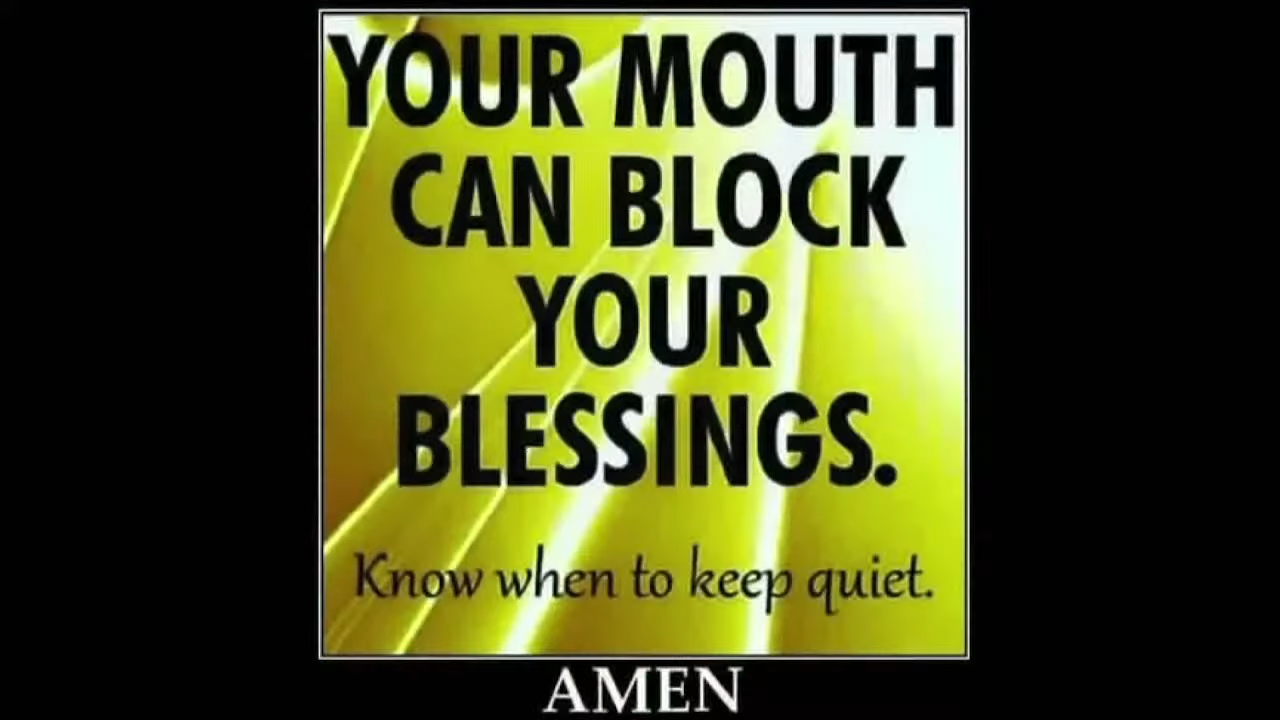 YOUR MOUTH
CAN BLOCK
YOUR
BLESSINGS.
Know when to keep quiet.
AMEN